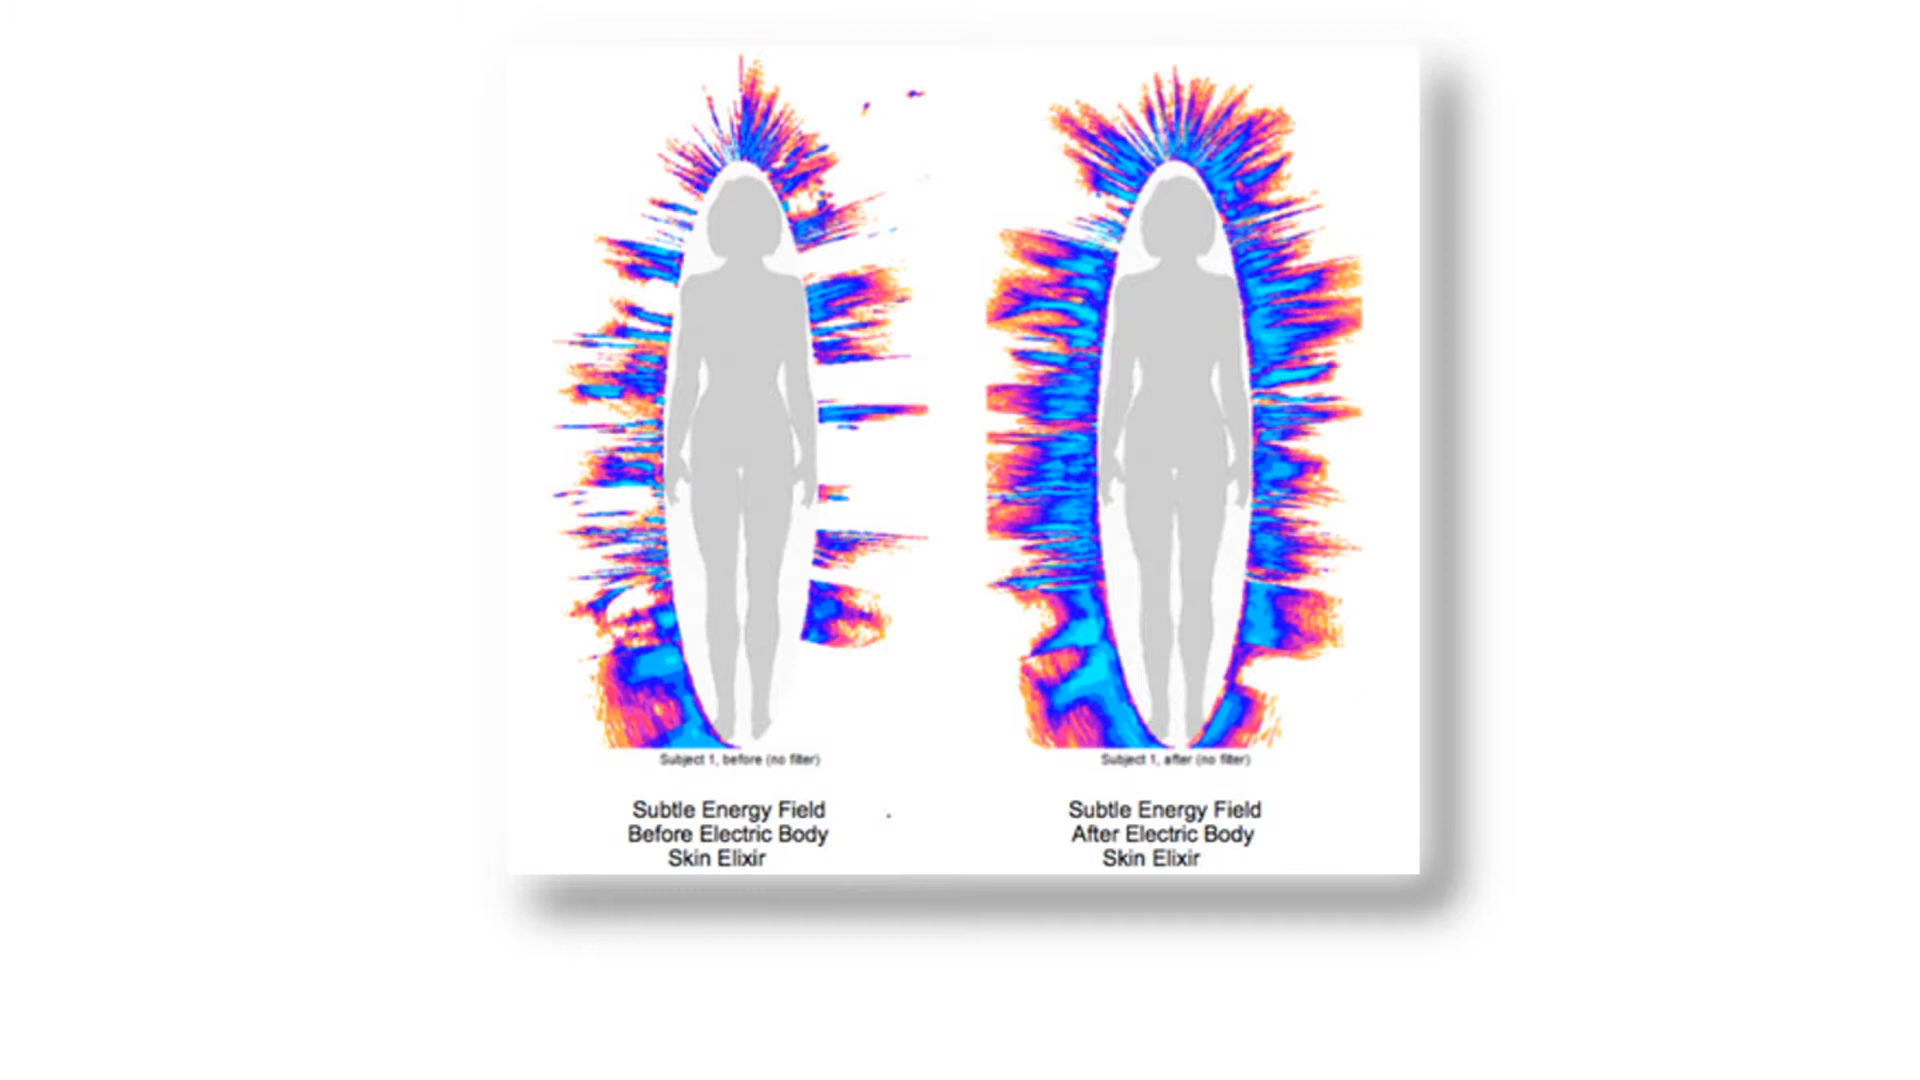 Subject 1, before (no filter)
Subtle Energy Field
Before Electric Body
Skin Elixir
Subject 1, after (no filter)
Subtle Energy Field
After Electric Body
Skin Elixir